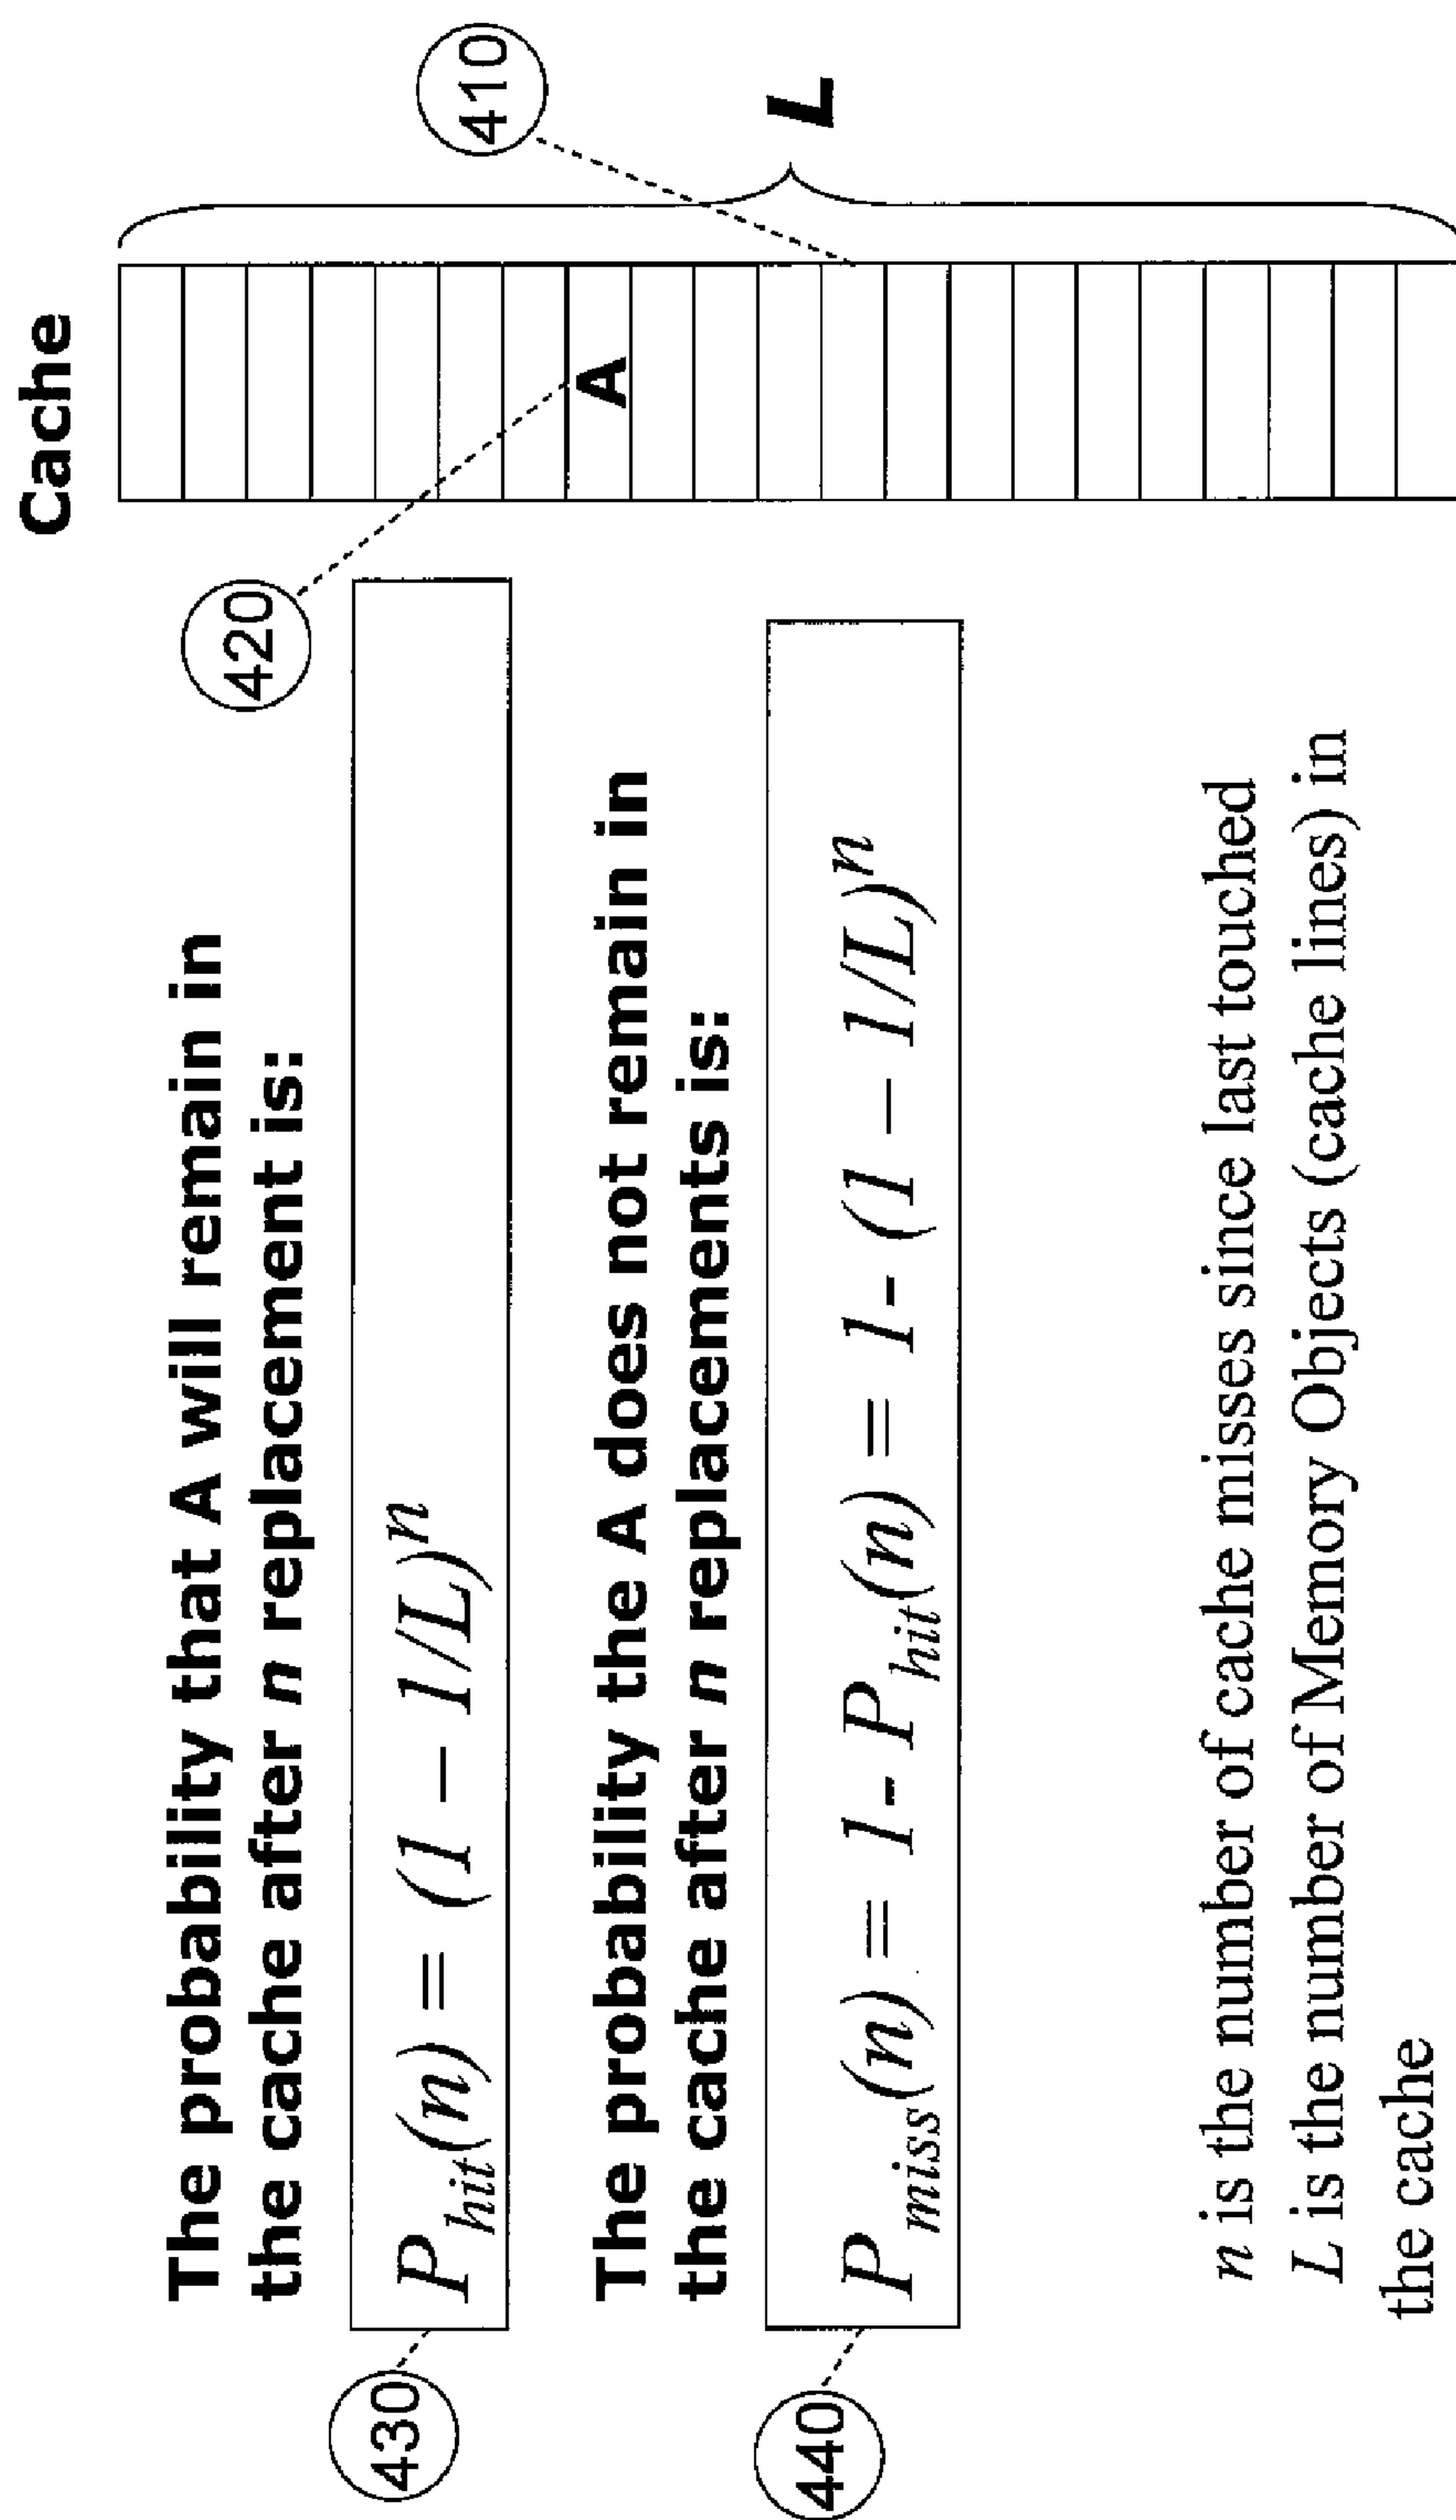 Cache
410
L
A
420
The probability that A will remain in
the cache after n replacement is:
430
P_hit(n) = (1 – 1/L)^n
The probability the A does not remain in
the cache after n replacements is:
440
P_miss(n) = 1 - P_hit(n) = 1 - (1 – 1/L)^n
n is the number of cache misses since last touched
L is the number of Memory Objects (cache lines) in
the cache